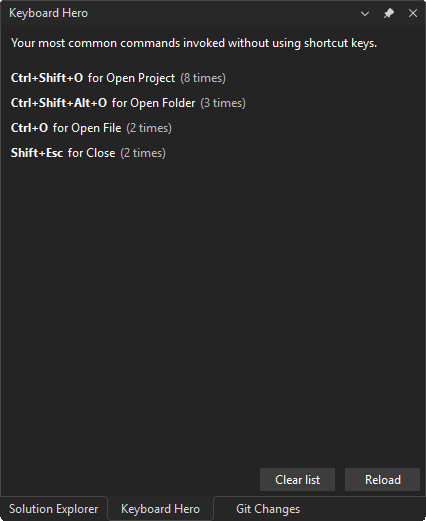 Keyboard Hero
Your most common commands invoked without using shortcut keys.
Ctrl+Shift+O for Open Project (8 times)
Ctrl+Shift+Alt+O for Open Folder (3 times)
Ctrl+O for Open File (2 times)
Shift+Esc for Close (2 times)
Clear list Reload
Solution Explorer Keyboard Hero Git Changes